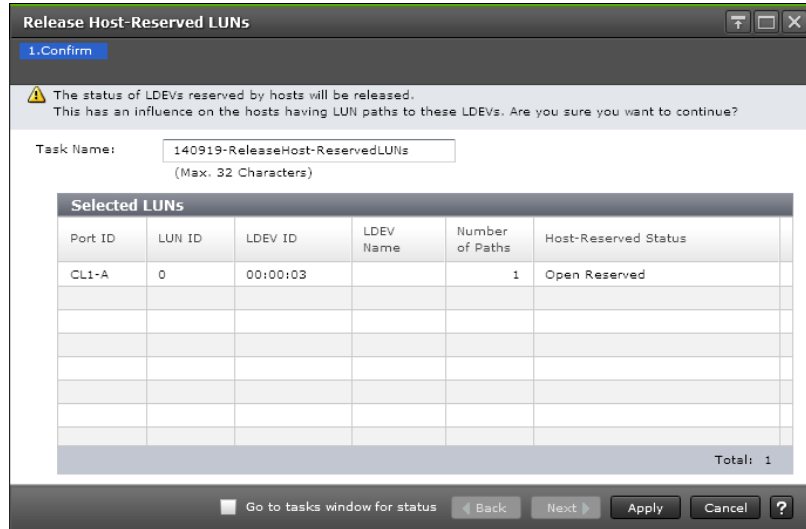 Release Host-Reserved LUNs
1.Confirm
The status of LDEVs reserved by hosts will be released.
This has an influence on the hosts having LUN paths to these LDEVs. Are you sure you want to continue?
Task Name: 140919-ReleaseHost-ReservedLUNs
(Max. 32 Characters)
Selected LUNs
Port ID LUN ID LDEV ID LDEV Name Number of Paths Host-Reserved Status
CL1-A 0 00:00:03 1 Open Reserved
Total: 1
Go to tasks window for status Back Next Apply Cancel ?